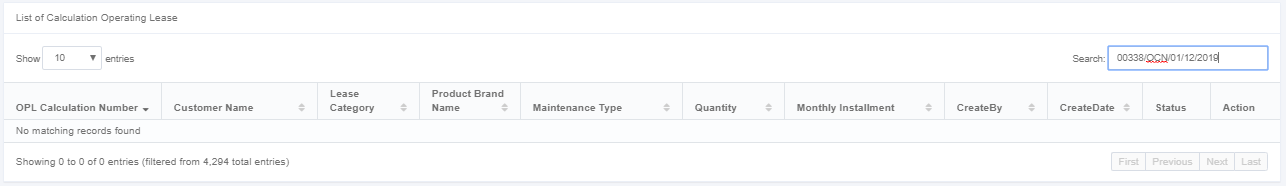 List of Calculation Operating Lease
Show 10 entries Search: 00338/OCN/01/12/2019
OPL Calculation Number Customer Name Lease Category Product Brand Name Maintenance Type Quantity Monthly Installment CreateBy CreateDate Status Action
No matching records found
Showing 0 to 0 of 0 entries (filtered from 4,294 total entries) First Previous Next Last